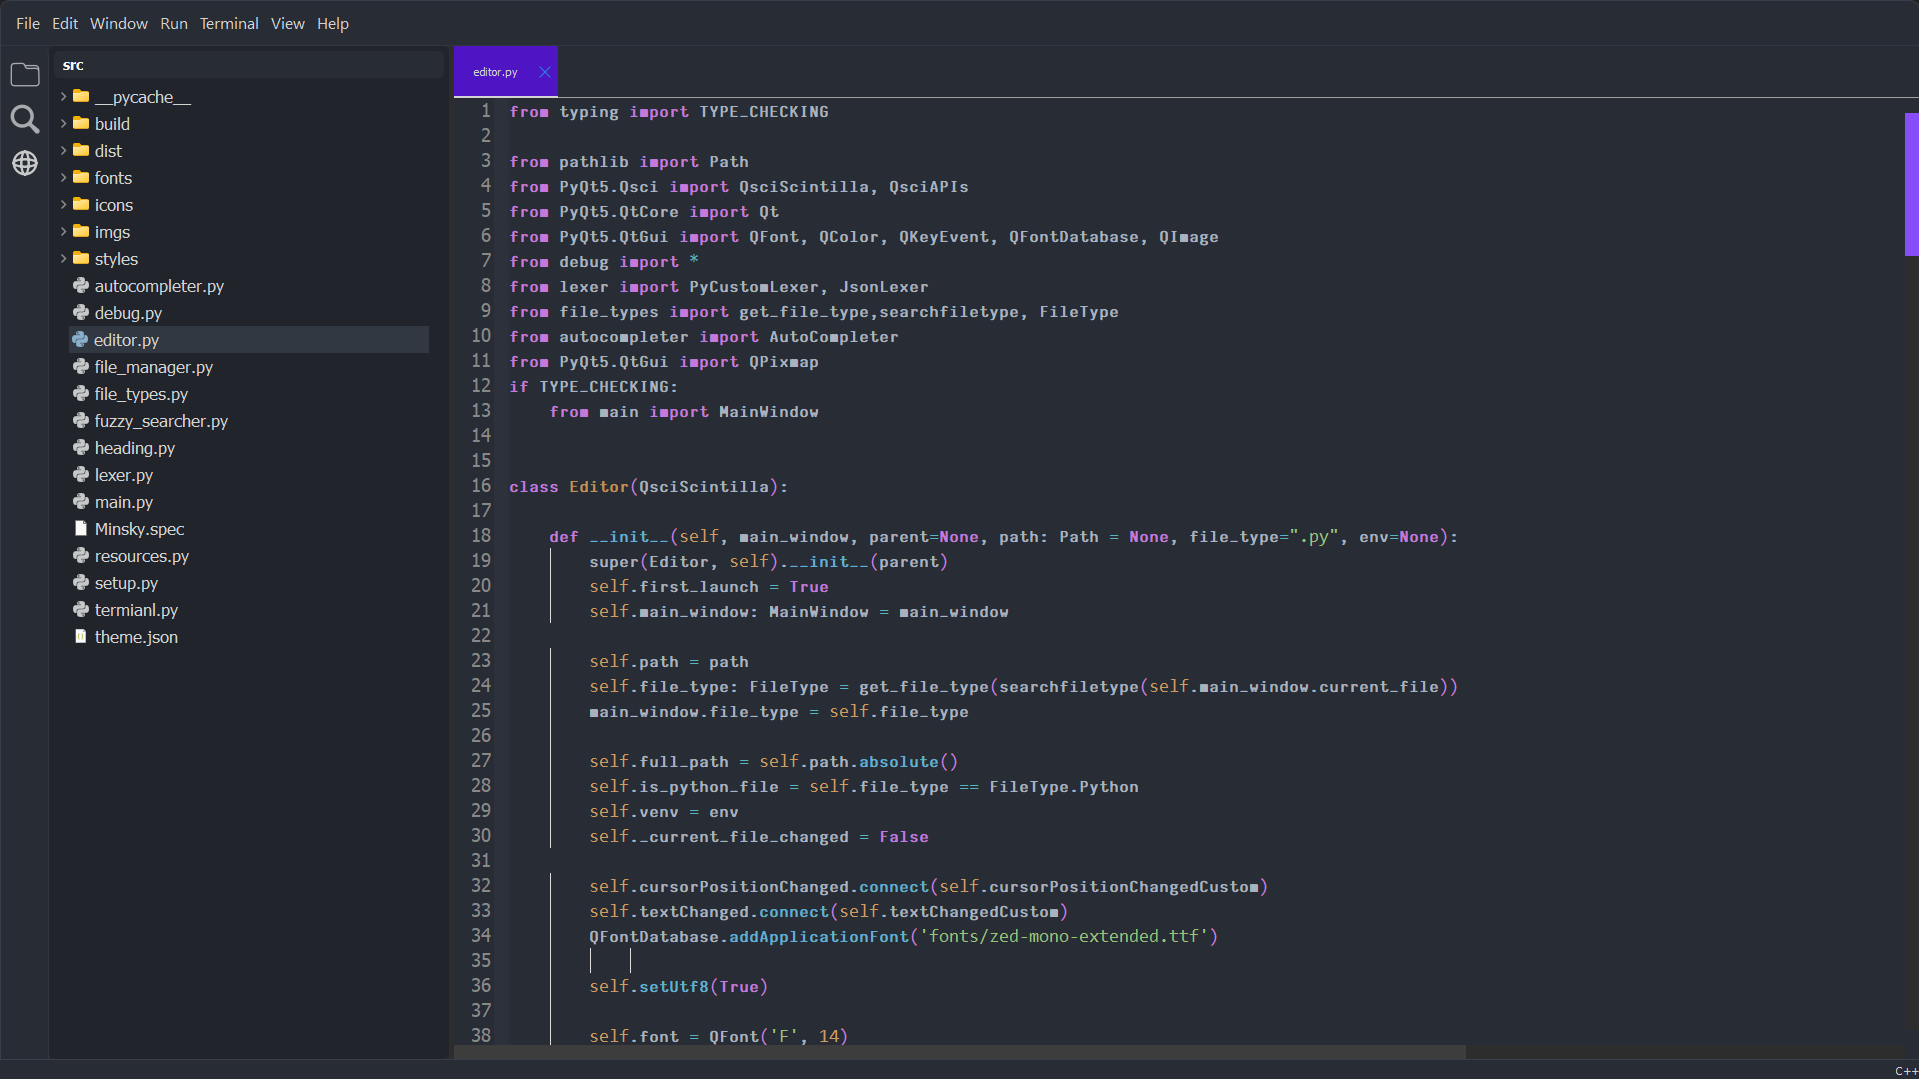 File Edit Window Run Terminal View Help
src
__pycache__
build
dist
fonts
icons
imgs
styles
autocompleter.py
debug.py
editor.py
file_manager.py
file_types.py
fuzzy_searcher.py
heading.py
lexer.py
main.py
Minsky.spec
resources.py
setup.py
termianl.py
theme.json
editor.py
1 from typing import TYPE_CHECKING
2
3 from pathlib import Path
4 from PyQt5.Qsci import QsciScintilla, QsciAPIs
5 from PyQt5.QtCore import Qt
6 from PyQt5.QtGui import QFont, QColor, QKeyEvent, QFontDatabase, QImage
7 from debug import *
8 from lexer import PyCustomLexer, JsonLexer
9 from file_types import get_file_type,searchfiletype, FileType
10 from autocompleter import AutoCompleter
11 from PyQt5.QtGui import QPixmap
12 if TYPE_CHECKING:
13     from main import MainWindow
14
15
16 class Editor(QsciScintilla):
17
18     def __init__(self, main_window, parent=None, path: Path = None, file_type=".py", env=None):
19         super(Editor, self).__init__(parent)
20         self.first_launch = True
21         self.main_window: MainWindow = main_window
22
23         self.path = path
24         self.file_type: FileType = get_file_type(searchfiletype(self.main_window.current_file))
25         main_window.file_type = self.file_type
26
27         self.full_path = self.path.absolute()
28         self.is_python_file = self.file_type == FileType.Python
29         self.venv = env
30         self._current_file_changed = False
31
32         self.cursorPositionChanged.connect(self.cursorPositionChangedCustom)
33         self.textChanged.connect(self.textChangedCustom)
34         QFontDatabase.addApplicationFont('fonts/zed-mono-extended.ttf')
35
36         self.setUtf8(True)
37
38         self.font = QFont('F', 14)
C++